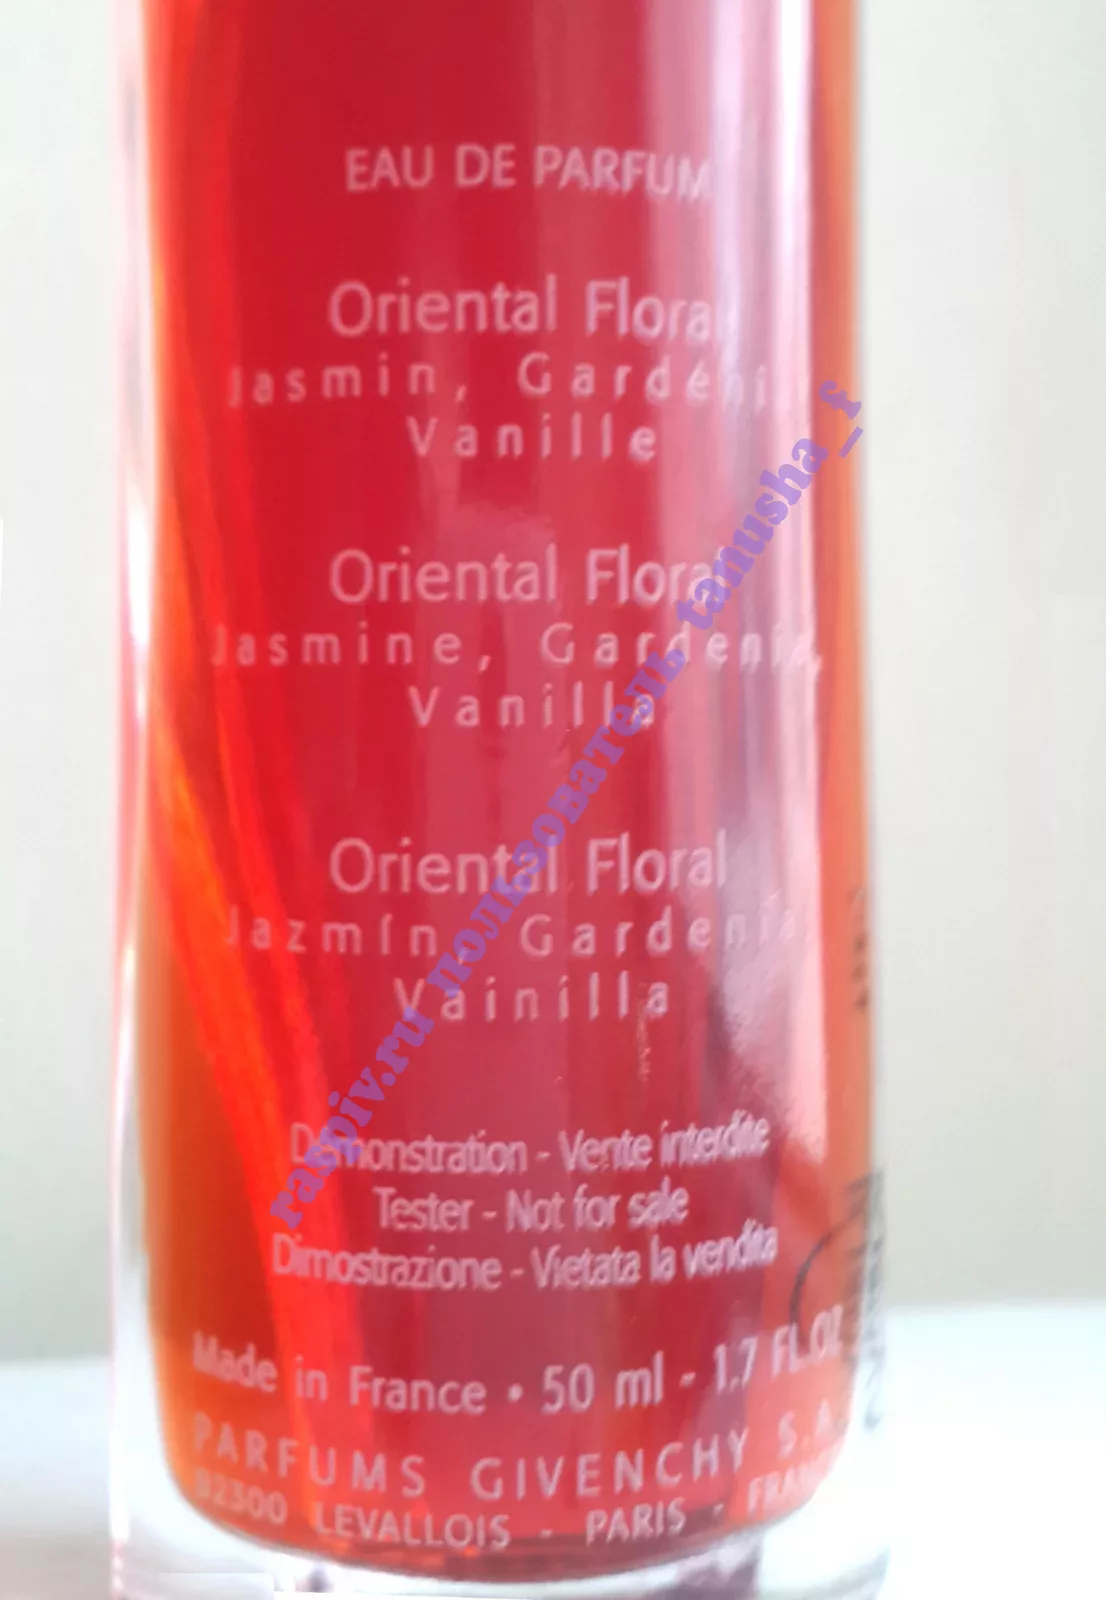 EAU DE PARFUM
Oriental Floral
Jasmin, Gardéni
Vanille
Oriental Floral
Jasmine, Gardenia,
Vanilla
Oriental Floral
Jazmín, Gardenia,
Vainilla
Démonstration - Vente interdite
Tester - Not for sale
Dimostrazione - Vietata la vendita
Made in France • 50 ml - 1.7 FL.OZ
PARFUMS GIVENCHY S.A.
92300 LEVALLOIS - PARIS - FRANCE
raspiv.ru пользователь tanusha_f